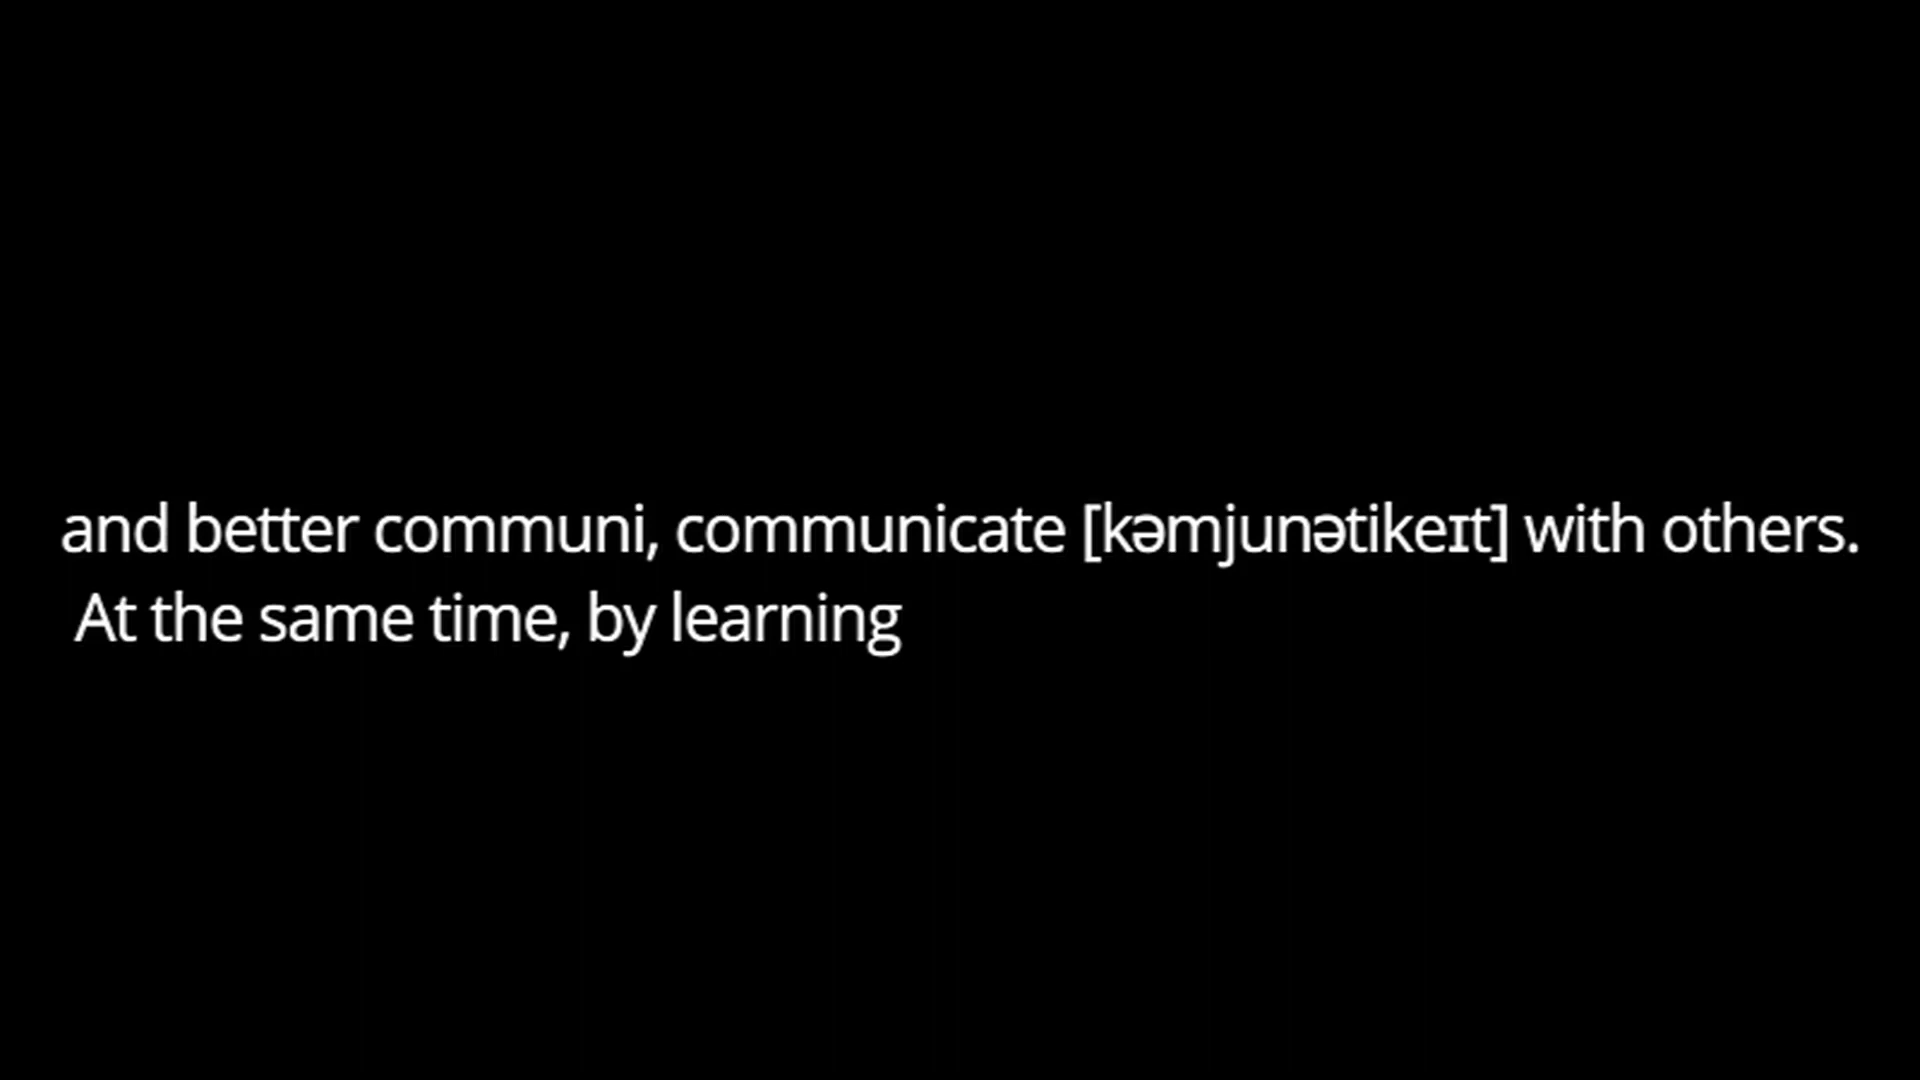 and better communi, communicate [kəmjunətikeɪt] with others.
At the same time, by learning